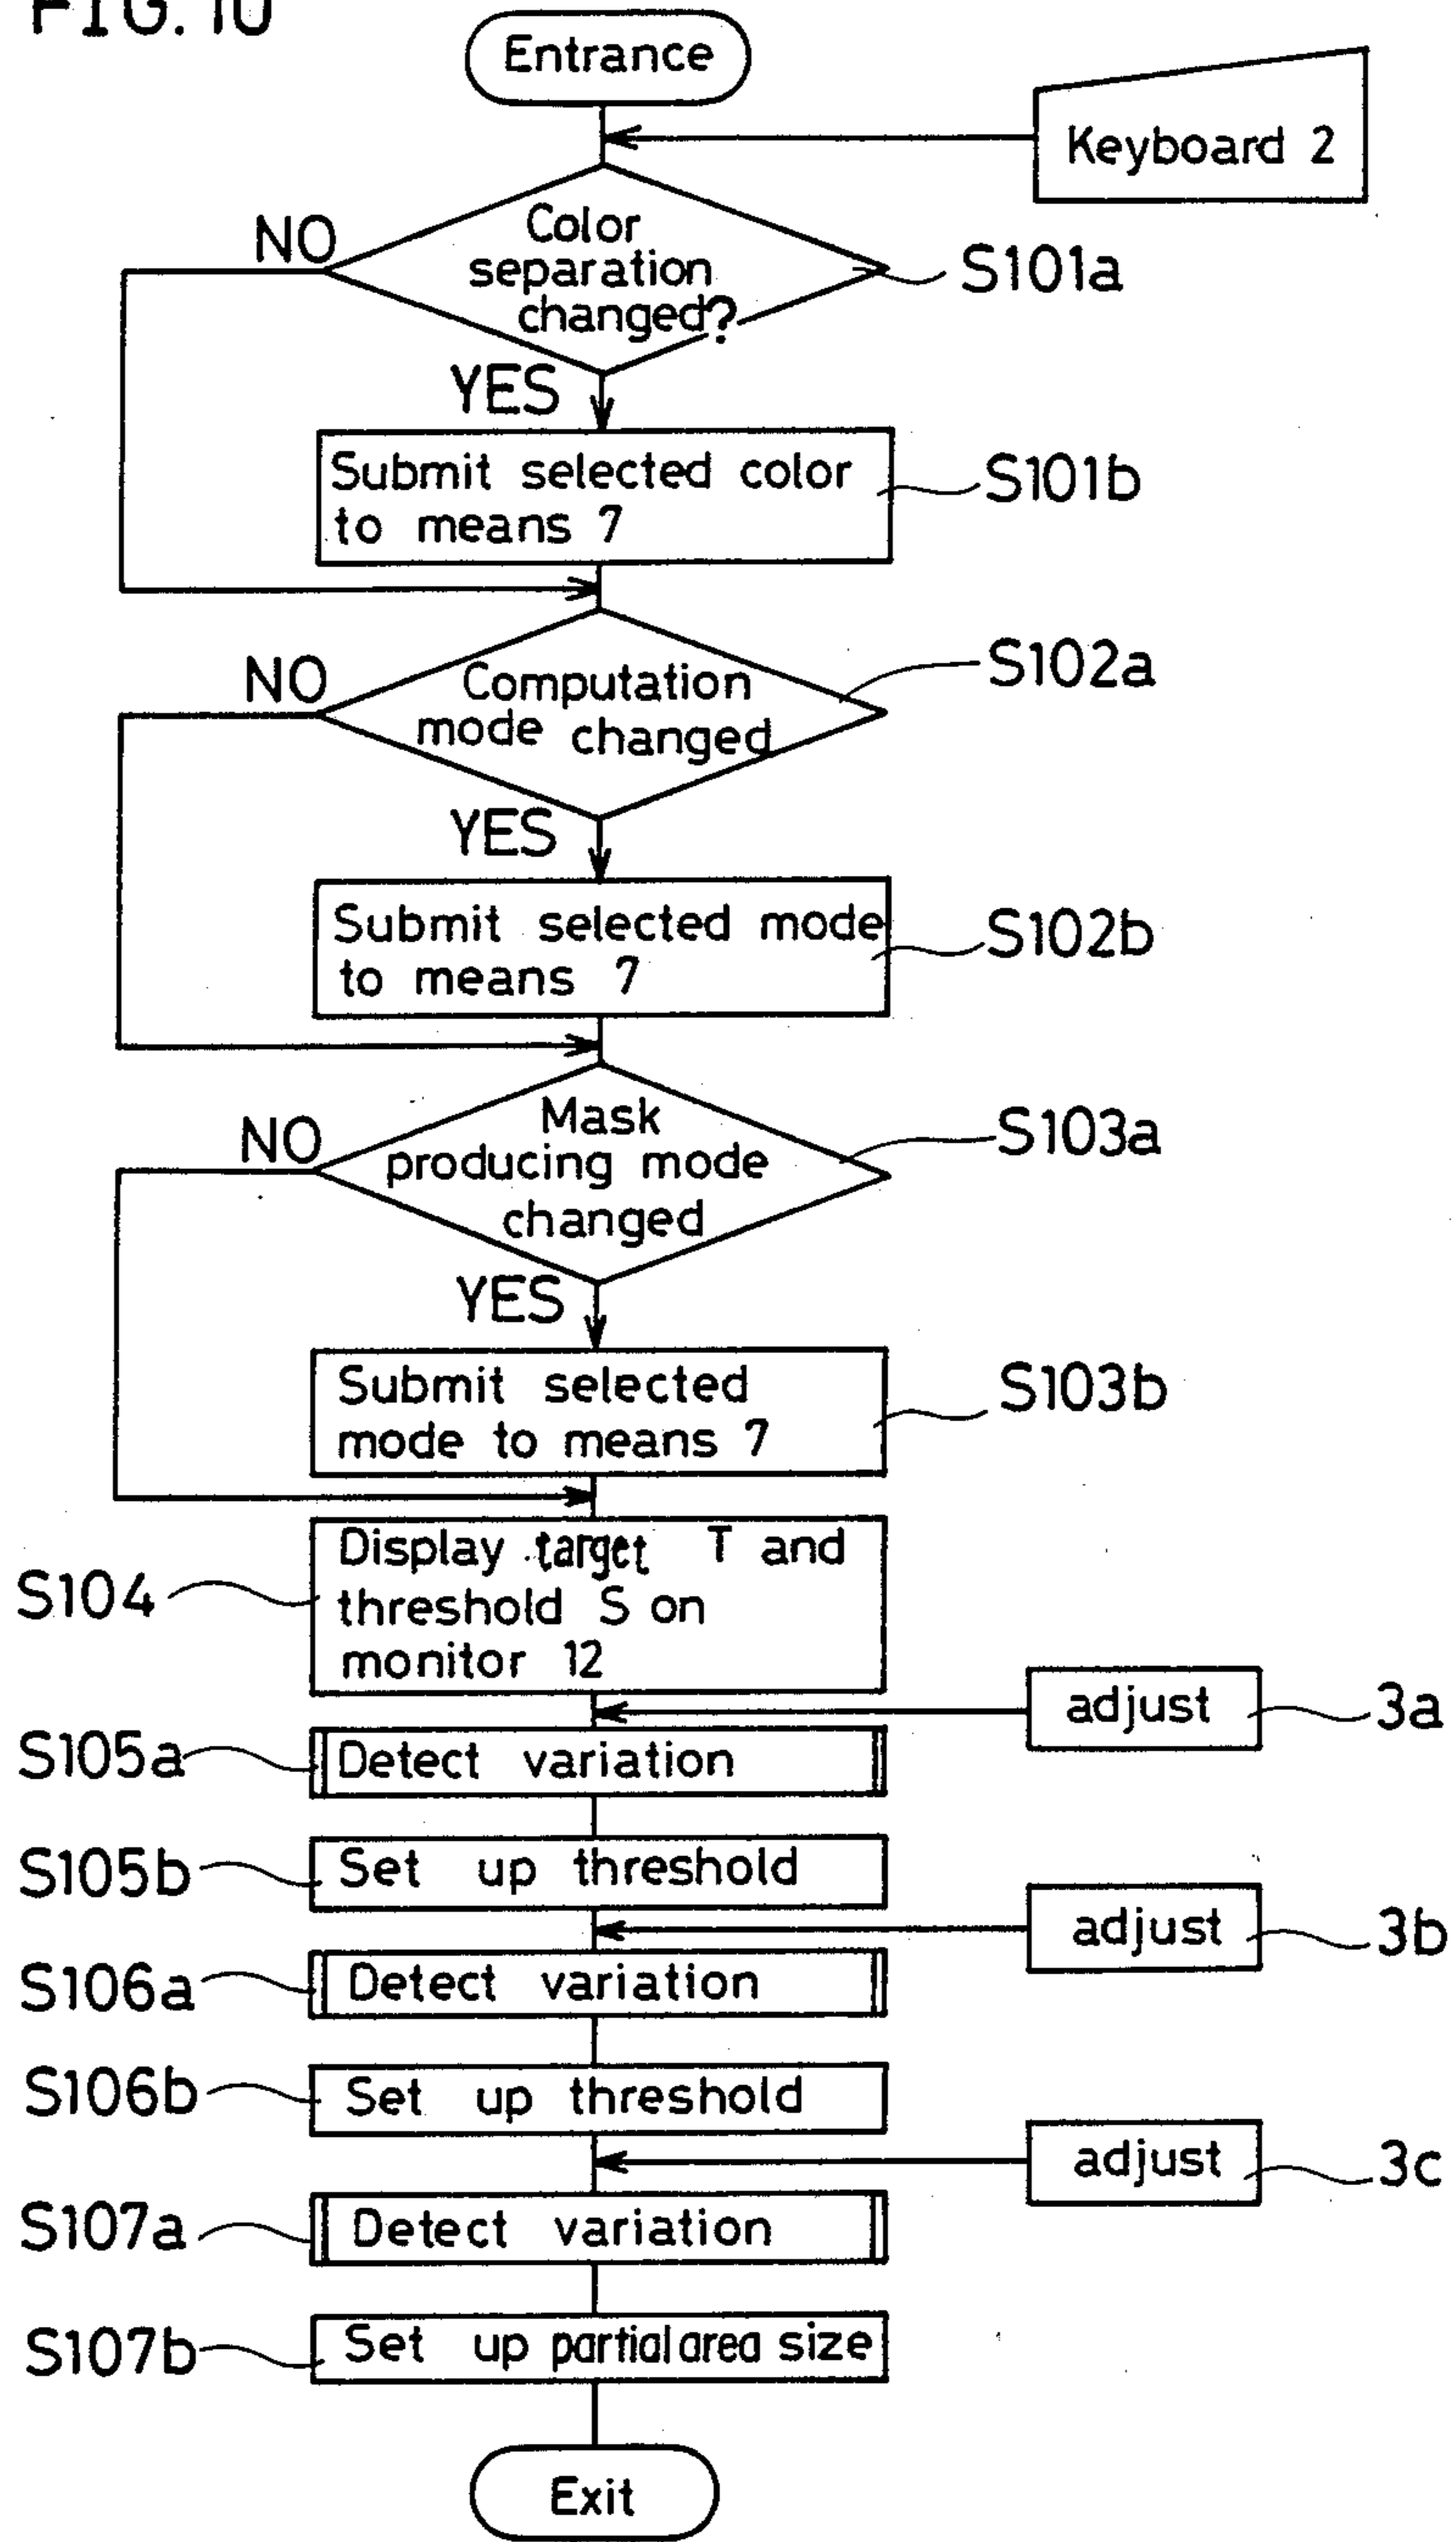 FIG. 10
Entrance
Keyboard 2
NO
Color
separation
changed?
S101a
YES
Submit selected color
to means 7
S101b
NO
Computation
mode changed
S102a
YES
Submit selected mode
to means 7
S102b
NO
Mask
producing mode
changed
S103a
YES
Submit selected
mode to means 7
S103b
S104
Display target T and
threshold S on
monitor 12
adjust
3a
S105a
Detect variation
S105b
Set up threshold
adjust
3b
S106a
Detect variation
S106b
Set up threshold
adjust
3c
S107a
Detect variation
S107b
Set up partial area size
Exit